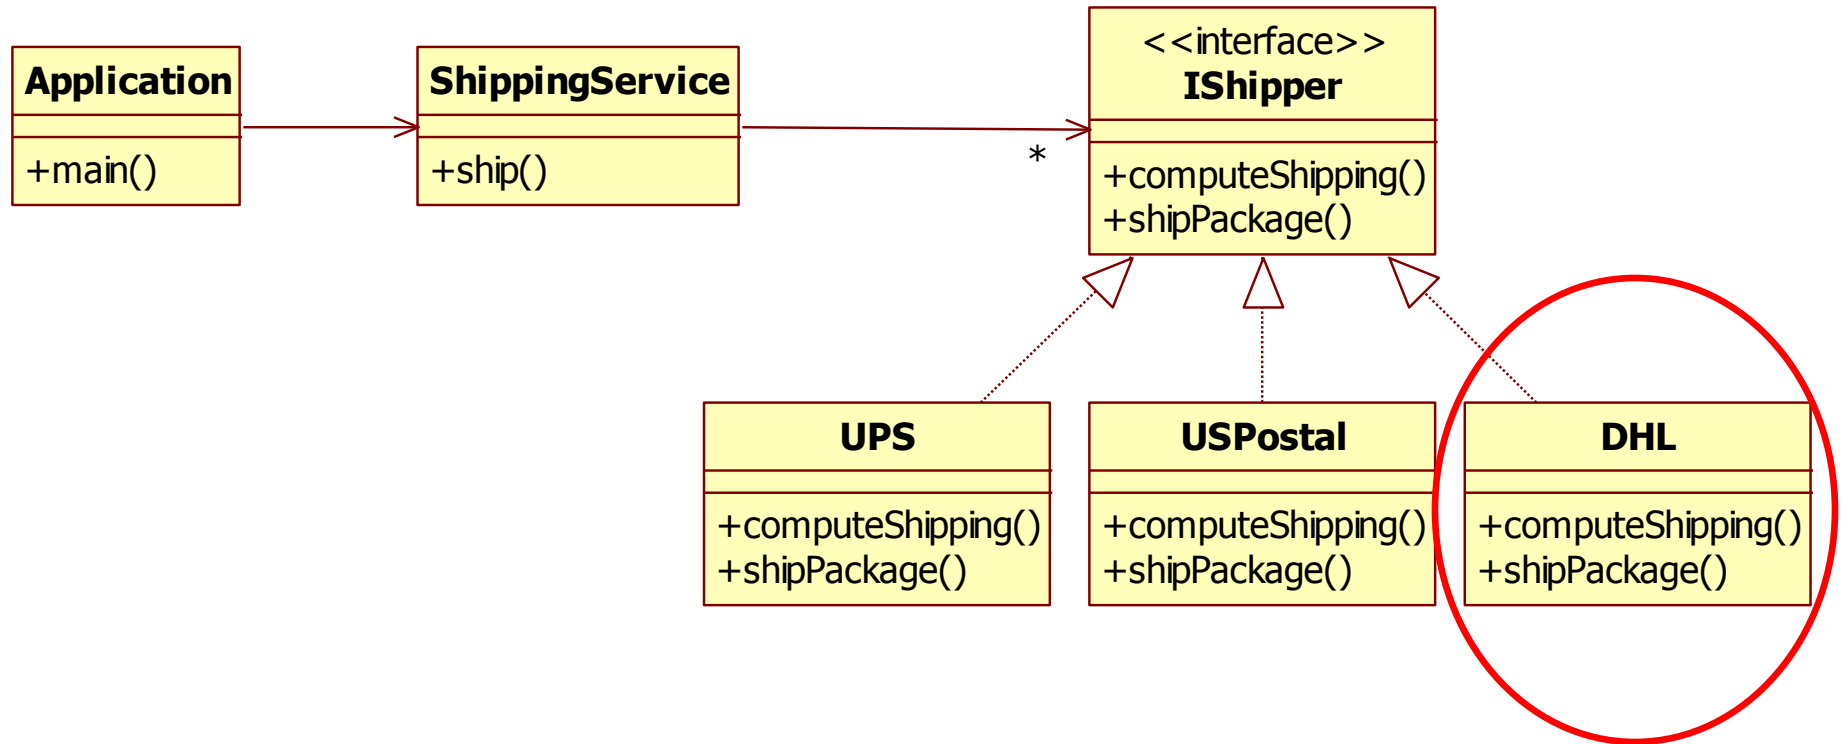 Application
+main()
ShippingService
+ship()
*
<<interface>>
IShipper
+computeShipping()
+shipPackage()
UPS
+computeShipping()
+shipPackage()
USPostal
+computeShipping()
+shipPackage()
DHL
+computeShipping()
+shipPackage()